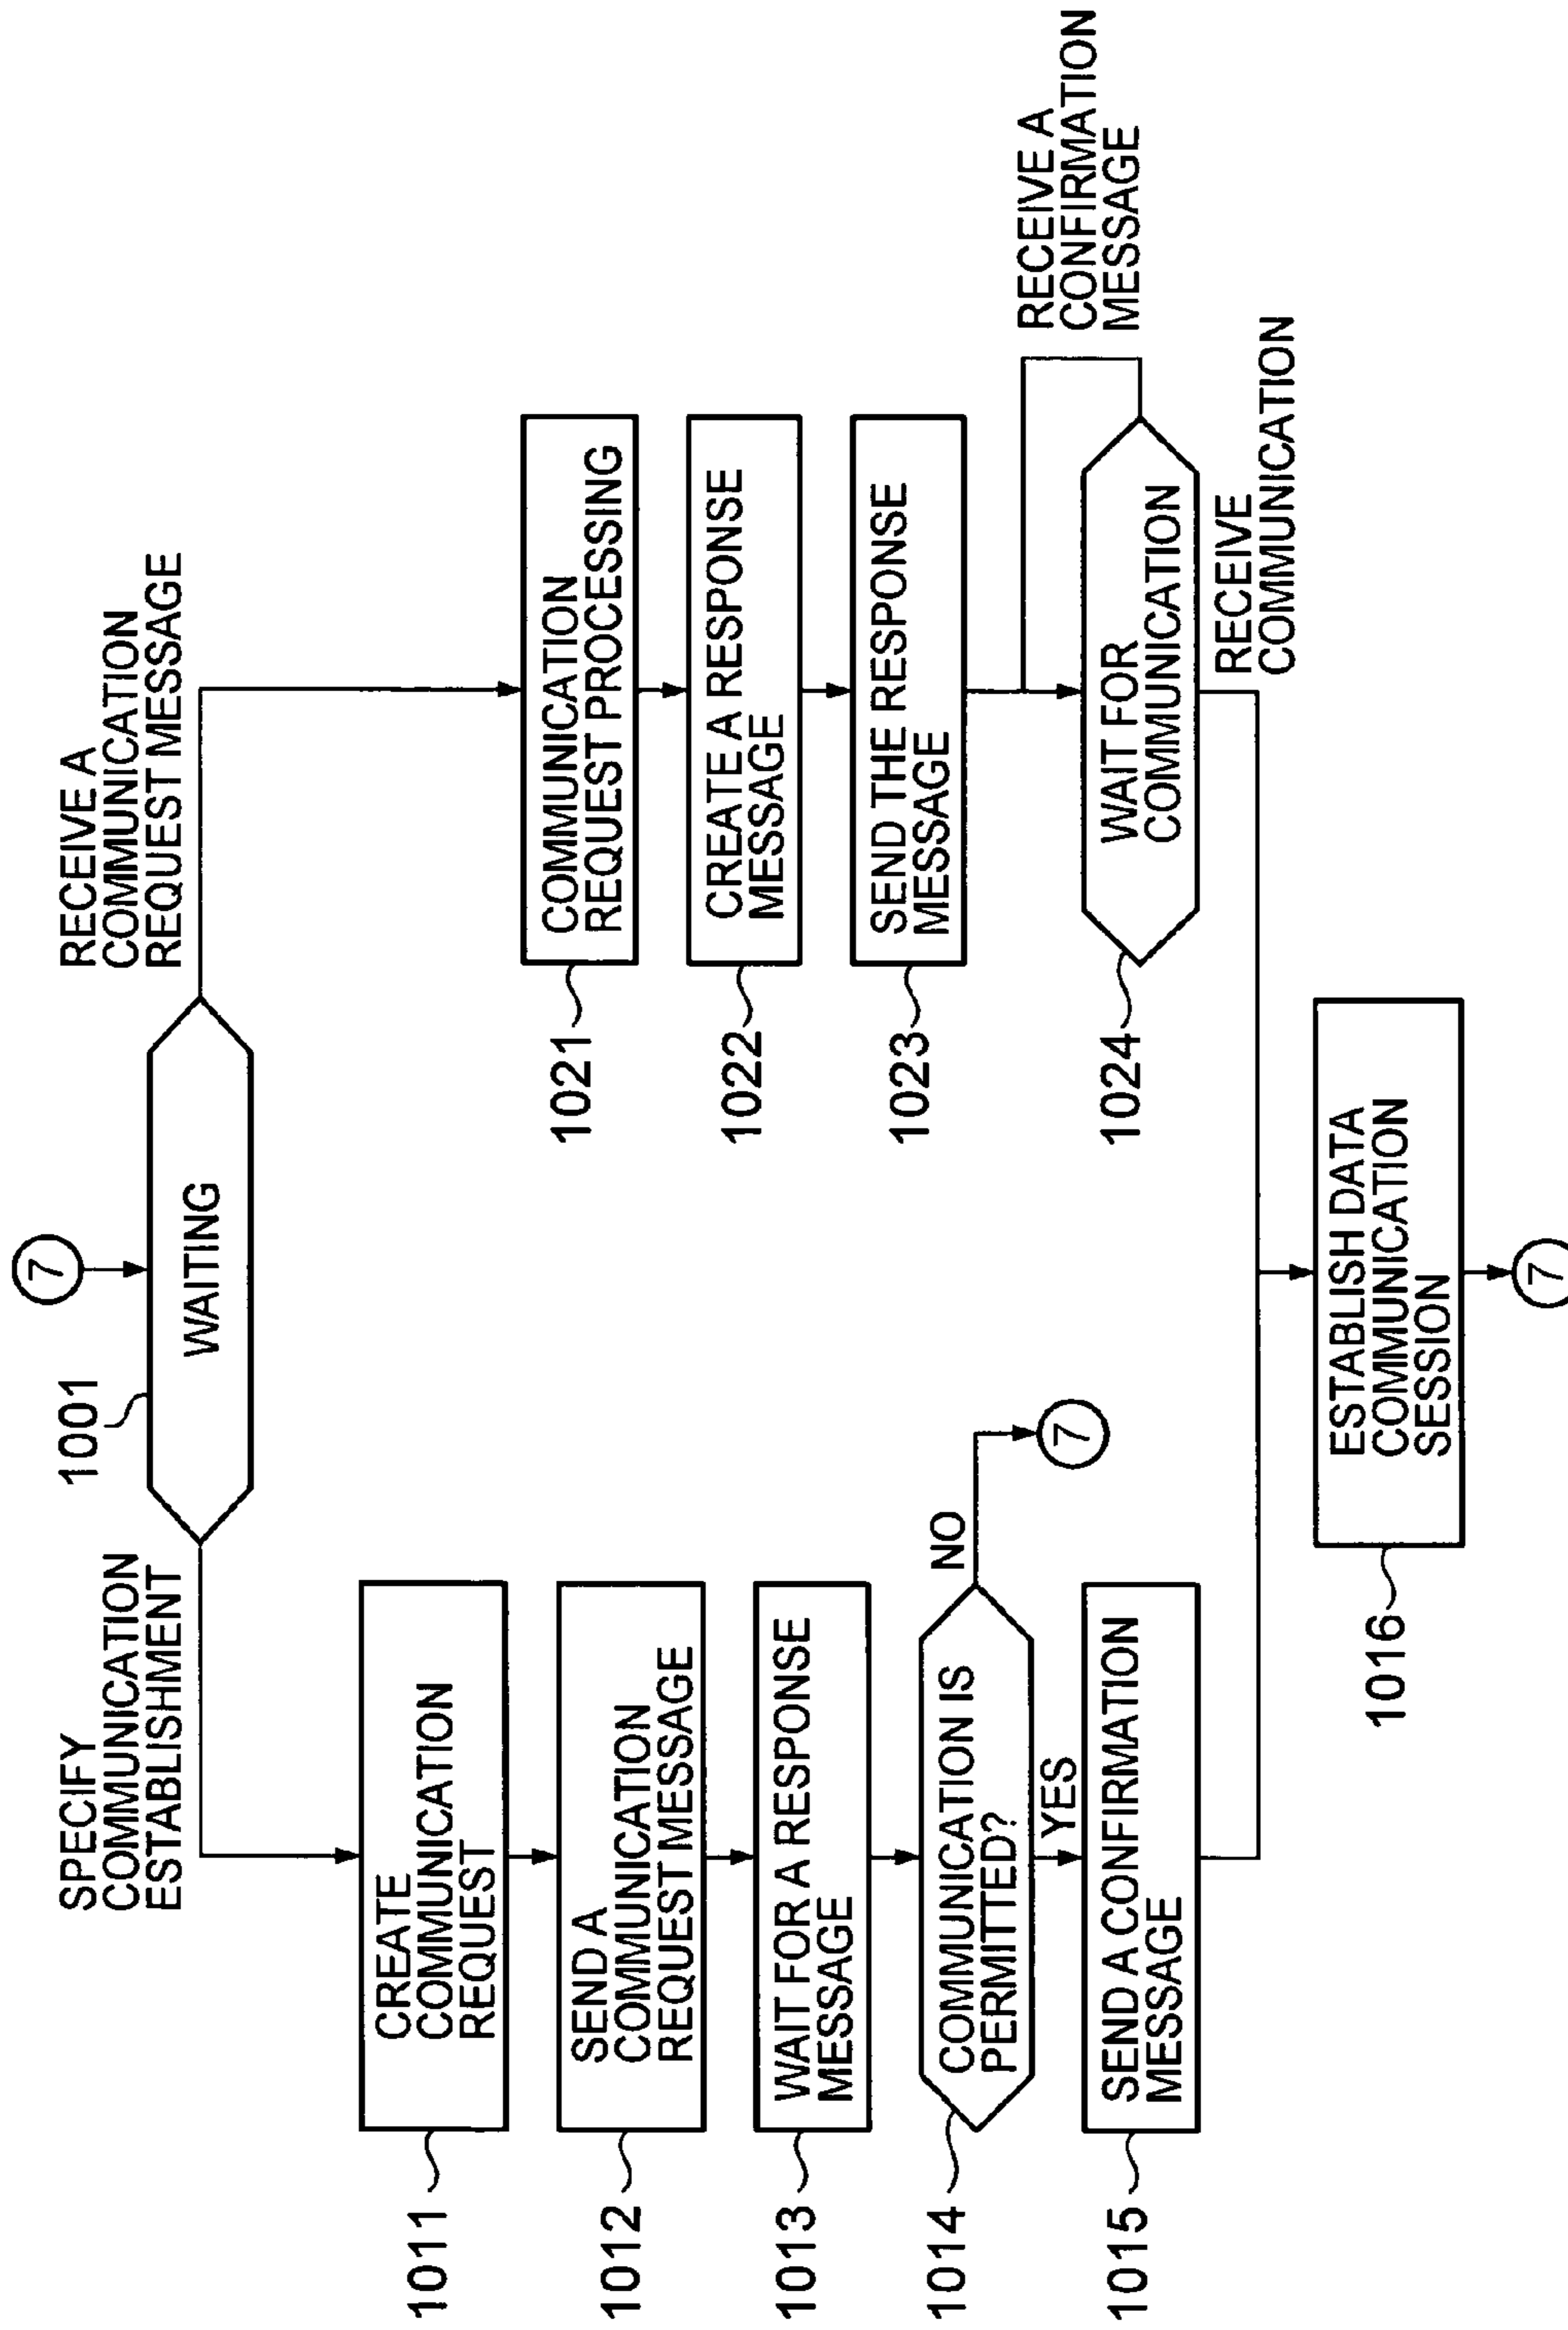 7
1001
WAITING
SPECIFY
COMMUNICATION
ESTABLISHMENT
RECEIVE A
COMMUNICATION
REQUEST MESSAGE
1011
CREATE
COMMUNICATION
REQUEST
1012
SEND A
COMMUNICATION
REQUEST MESSAGE
1013
WAIT FOR A RESPONSE
MESSAGE
1014
COMMUNICATION IS
PERMITTED?
NO
7
YES
1015
SEND A CONFIRMATION
MESSAGE
1021
COMMUNICATION
REQUEST PROCESSING
1022
CREATE A RESPONSE
MESSAGE
1023
SEND THE RESPONSE
MESSAGE
1024
WAIT FOR
COMMUNICATION
RECEIVE A
CONFIRMATION
MESSAGE
RECEIVE
COMMUNICATION
1016
ESTABLISH DATA
COMMUNICATION
SESSION
7